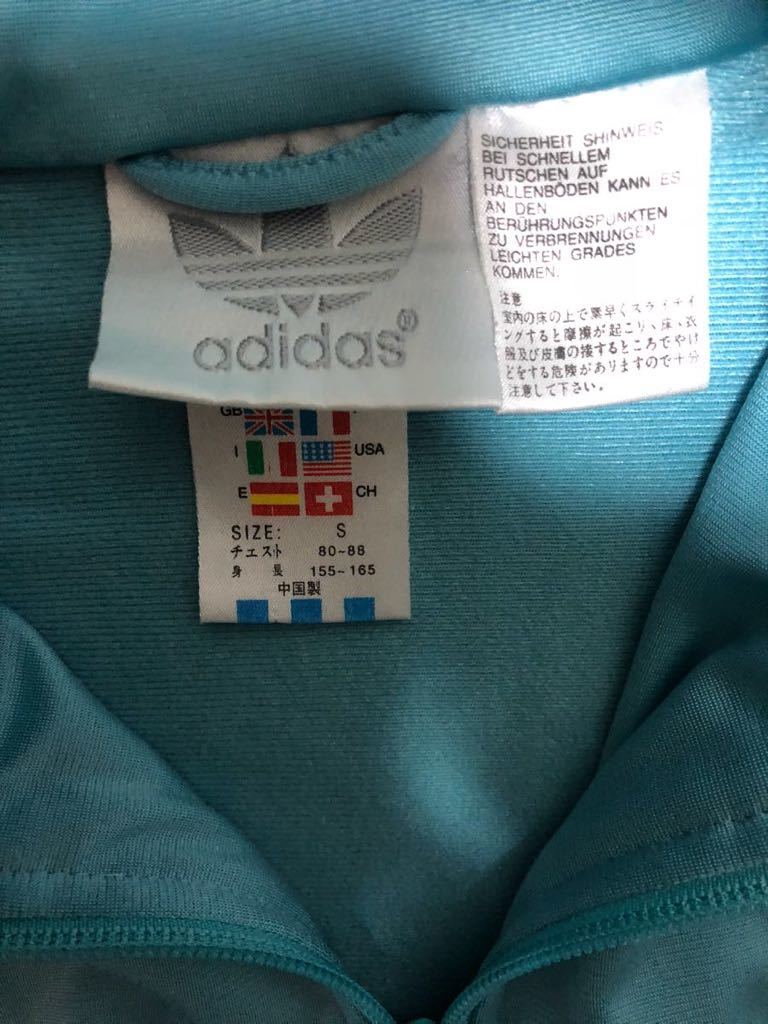 adidas®
SICHERHEIT SHINWEIS
BEI SCHNELLEM
RUTSCHEN AUF
HALLENBÖDEN KANN ES
AN DEN
BERÜHRUNGSPUNKTEN
ZU VERBRENNUNGEN
LEICHTEN GRADES
KOMMEN.
注意
室内の床の上で素早くスライディ
ングすると摩擦が起こり、床、衣
服及び皮膚の接するところでやけ
どをする危険がありますので十分
注意して下さい。
GB
I USA
E CH
SIZE: S
チェスト 80~88
身 長 155~165
中国製